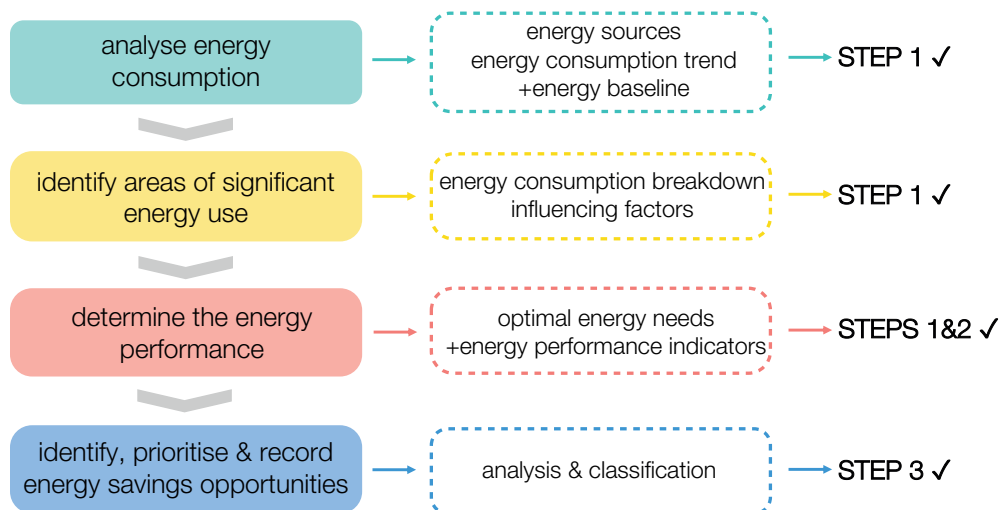 analyse energy
consumption
energy sources
energy consumption trend
+energy baseline
STEP 1 ✓
identify areas of significant
energy use
energy consumption breakdown
influencing factors
STEP 1 ✓
determine the energy
performance
optimal energy needs
+energy performance indicators
STEPS 1&2 ✓
identify, prioritise & record
energy savings opportunities
analysis & classification
STEP 3 ✓